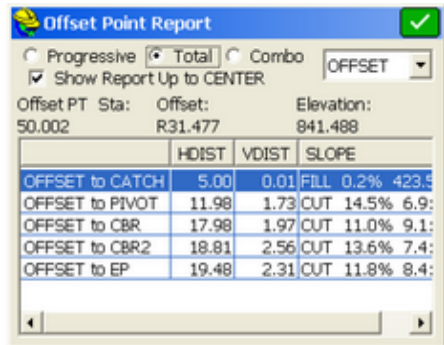 Offset Point Report
Progressive Total Combo OFFSET
Show Report Up to CENTER
Offset PT Sta: Offset: Elevation:
50.002 R31.477 841.488
HDIST VDIST SLOPE
OFFSET to CATCH 5.00 0.01 FILL 0.2% 423.5
OFFSET to PIVOT 11.98 1.73 CUT 14.5% 6.9:
OFFSET to CBR 17.98 1.97 CUT 11.0% 9.1:
OFFSET to CBR2 18.81 2.56 CUT 13.6% 7.4:
OFFSET to EP 19.48 2.31 CUT 11.8% 8.4: